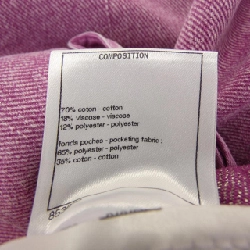 COMPOSITION
70% coton - cotton
18% viscose - viscose
12% polyester - polyester
fonds poches - pocketing fabric:
65% polyester - polyester
35% coton - cotton